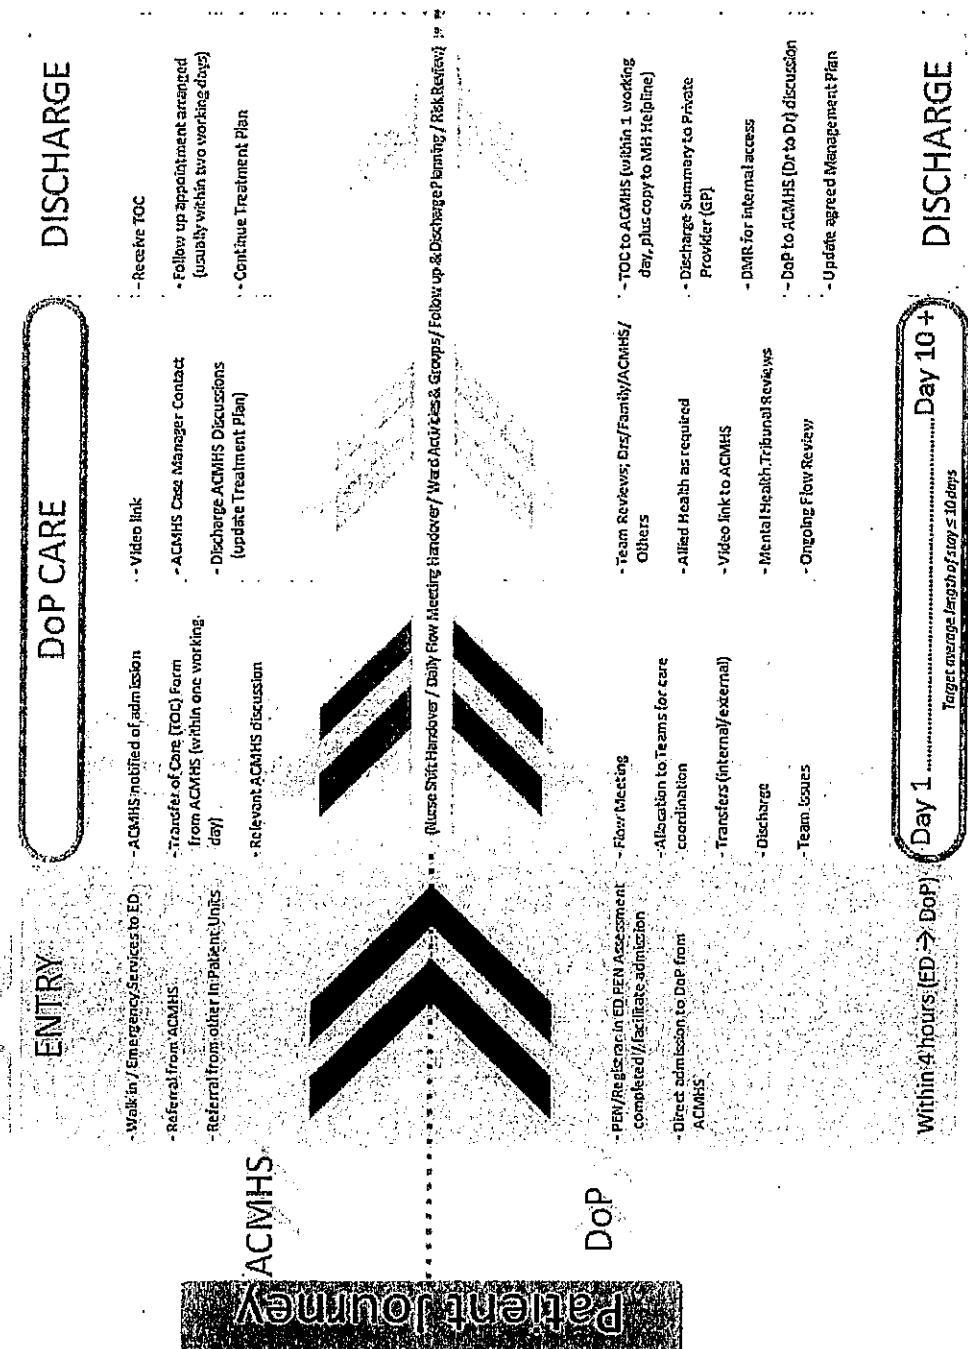 Patient Journey
ENTRY
DoP CARE
DISCHARGE
ACMHS
- Walk in / Emergency Services to ED
- Referral from ACMHS
- Referral from other In Patient Units
- ACMHS notified of admission
- Transfer of Care (TOC) Form
from ACMHS (within one working
day)
- Relevant ACMHS discussion
- Video link
- ACMHS Case Manager Contact
- Discharge ACMHS Discussions
(update Treatment Plan)
- Receive TOC
- Follow up appointment arranged
(usually within two working days)
- Continue Treatment Plan
(Nurse Shift Handover / Daily Flow Meeting Handover / Ward Activities & Groups / Follow up & Discharge Planning / Risk Review)
DoP
- PEN/Registrar in ED PEN Assessment
completed / facilitate admission
- Direct admission to DoP from
ACMHS
- Flow Meeting
- Allocation to Teams for care
coordination
- Transfers (internal/external)
- Discharge
- Team Issues
- Team Reviews; Drs/Family/ACMHS/
Others
- Allied Health as required
- Video link to ACMHS
- Mental Health Tribunal Reviews
- Ongoing Flow Review
- TOC to ACMHS (within 1 working
day, plus copy to MH Helpline)
- Discharge Summary to Private
Provider (GP)
- DMR for internal access
- DoP to ACMHS (Dr to Dr) discussion
- Update agreed Management Plan
Within 4 hours (ED → DoP)
Day 1 ........ Day 10 +
Target average length of stay ≤ 10 days
DISCHARGE